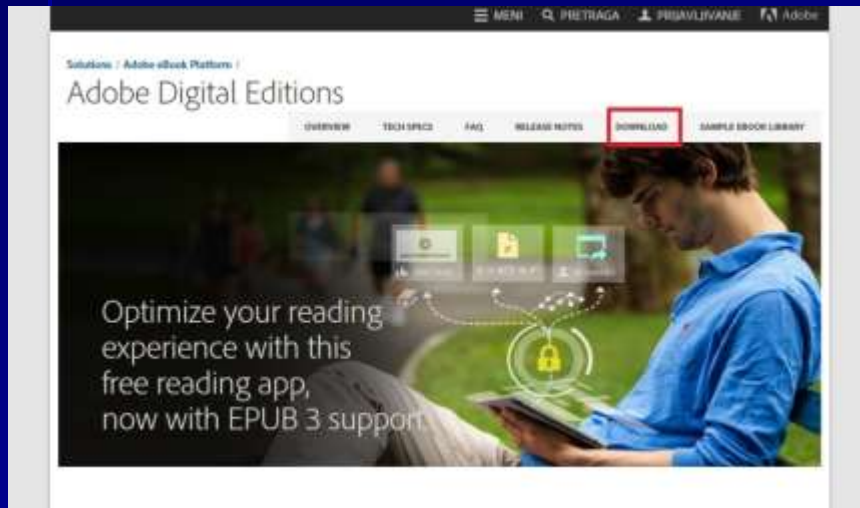 MENI PRETRAGA PRIJAVLJIVANJE Adobe
Solutions / Adobe eBook Platform /
Adobe Digital Editions
OVERVIEW TECH SPECS FAQ RELEASE NOTES DOWNLOAD SAMPLE EBOOK LIBRARY
Optimize your reading
experience with this
free reading app,
now with EPUB 3 support.